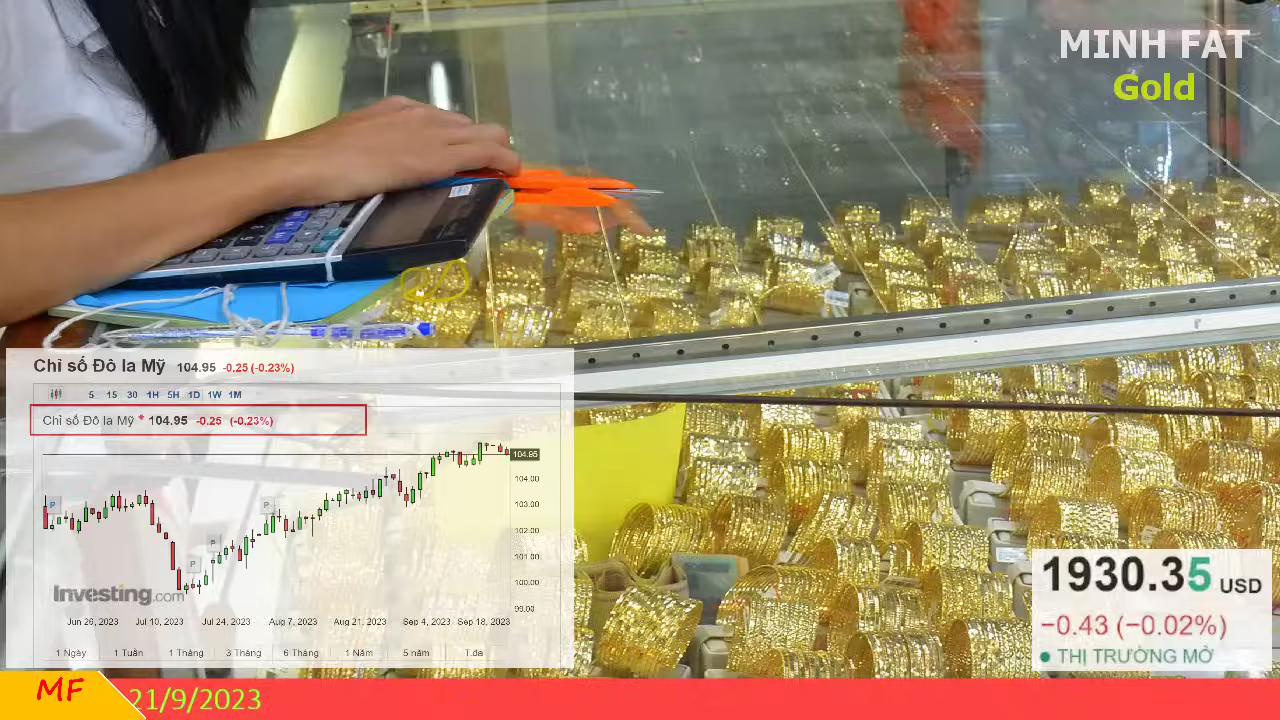 MINH FAT
Gold
Chỉ số Đô la Mỹ 104.95 -0.25 (-0.23%)
5 15 30 1H 5H 1D 1W 1M
Chỉ số Đô la Mỹ * 104.95 -0.25 (-0.23%)
104.95
104.00
103.00
102.00
101.00
100.00
99.00
P
P
P
P
Investing.com
Jun 26, 2023 Jul 10, 2023 Jul 24, 2023 Aug 7, 2023 Aug 21, 2023 Sep 4, 2023 Sep 18, 2023
1 Ngày 1 Tuần 1 Tháng 3 Tháng 6 Tháng 1 Năm 5 năm T.đa
1930.35 USD
−0.43 (−0.02%)
THỊ TRƯỜNG MỞ
MF
21/9/2023